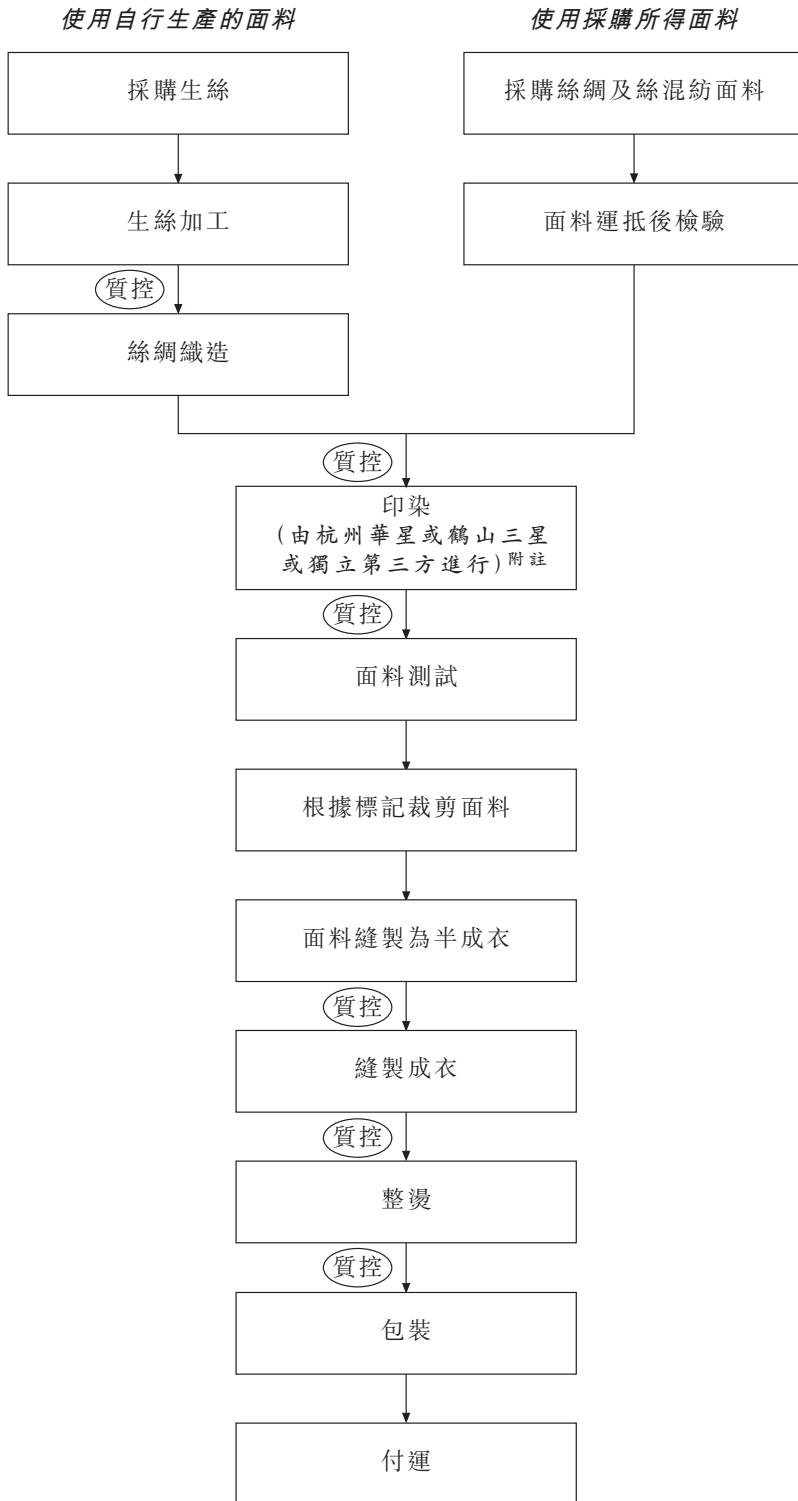 使用自行生產的面料
使用採購所得面料
採購生絲
採購絲綢及絲混紡面料
生絲加工
面料運抵後檢驗
質控
絲綢織造
質控
印染
(由杭州華星或鶴山三星
或獨立第三方進行)附註
質控
面料測試
根據標記裁剪面料
面料縫製為半成衣
質控
縫製成衣
質控
整燙
質控
包裝
付運